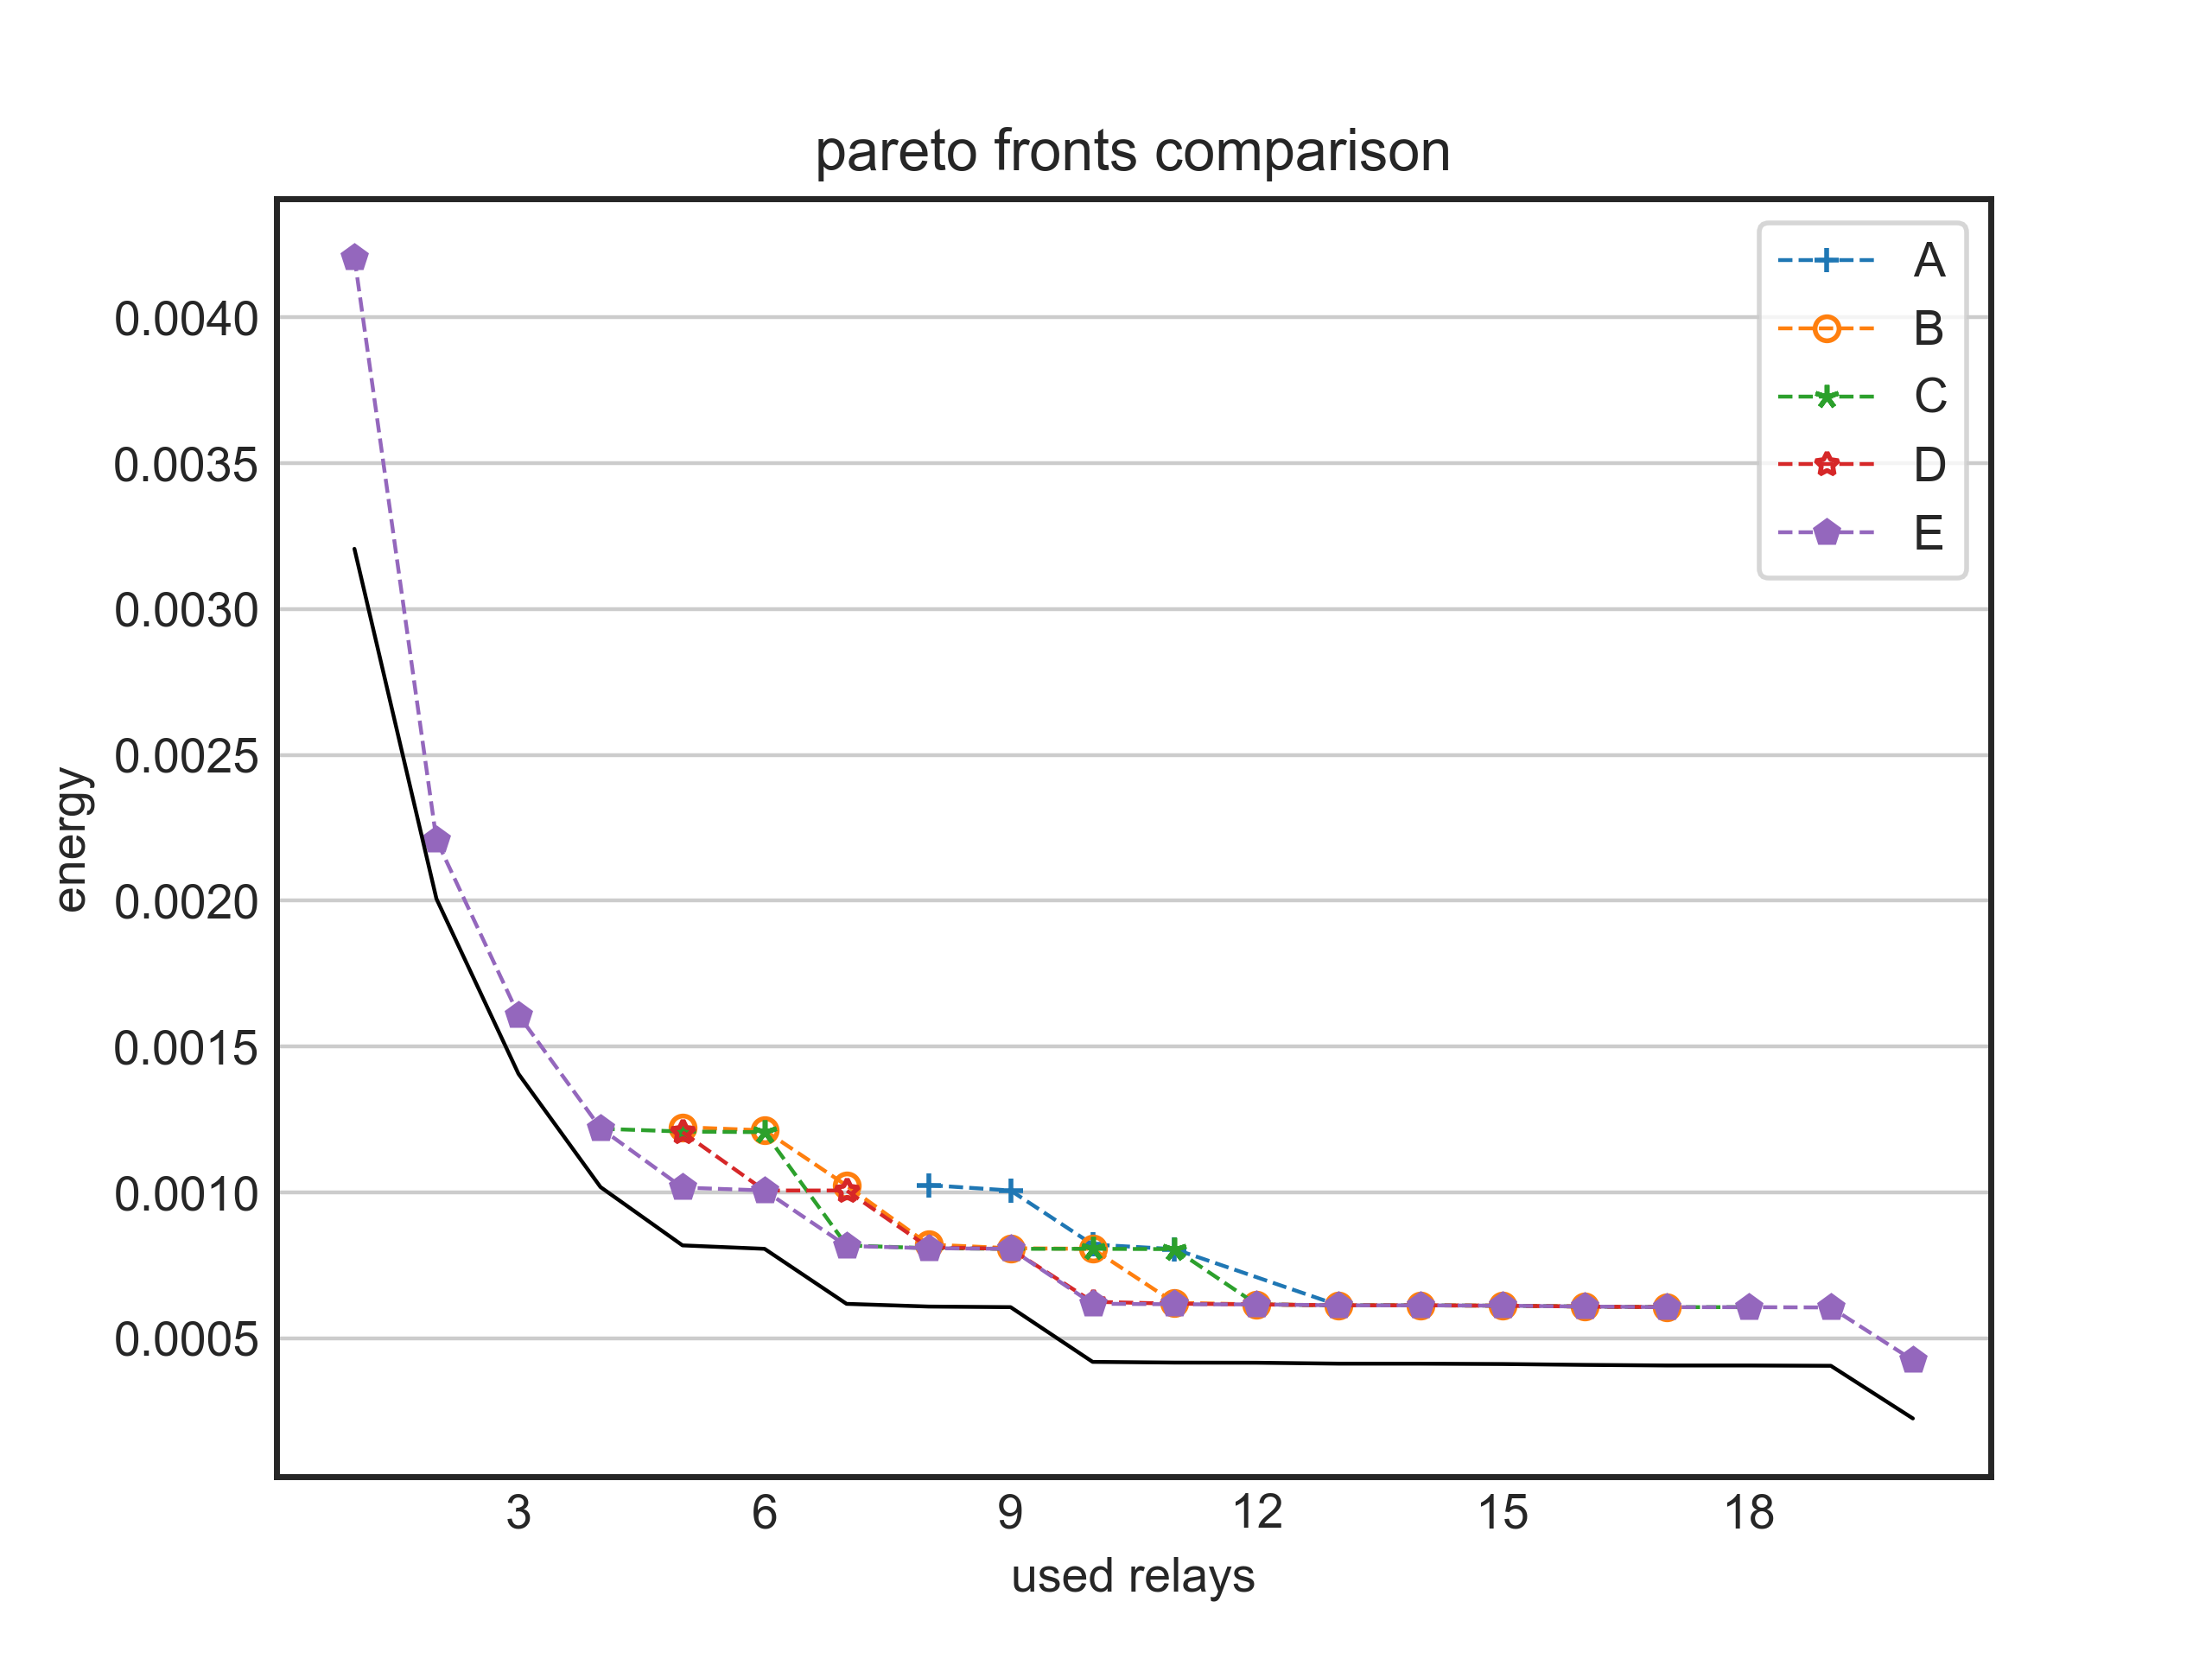 pareto fronts comparison
A
B
C
D
E
0.0040
0.0035
0.0030
0.0025
0.0020
0.0015
0.0010
0.0005
energy
3 6 9 12 15 18
used relays